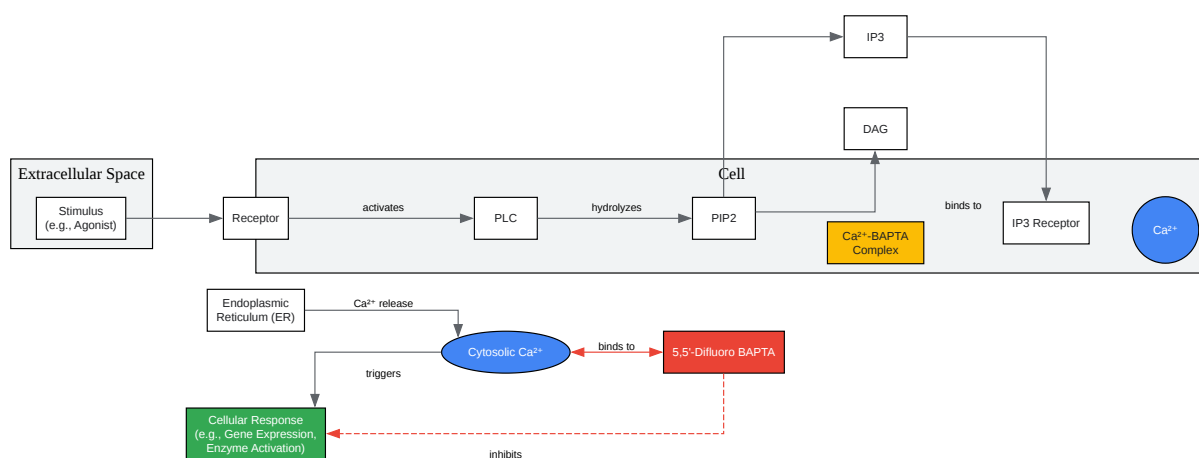 IP3
DAG
Extracellular Space
Cell
Stimulus
(e.g., Agonist)
Receptor
activates
PLC
hydrolyzes
PIP2
binds to
IP3 Receptor
Ca²⁺
Ca²⁺-BAPTA
Complex
Endoplasmic
Reticulum (ER)
Ca²⁺ release
Cytosolic Ca²⁺
binds to
5,5'-Difluoro BAPTA
triggers
Cellular Response
(e.g., Gene Expression,
Enzyme Activation)
inhibits